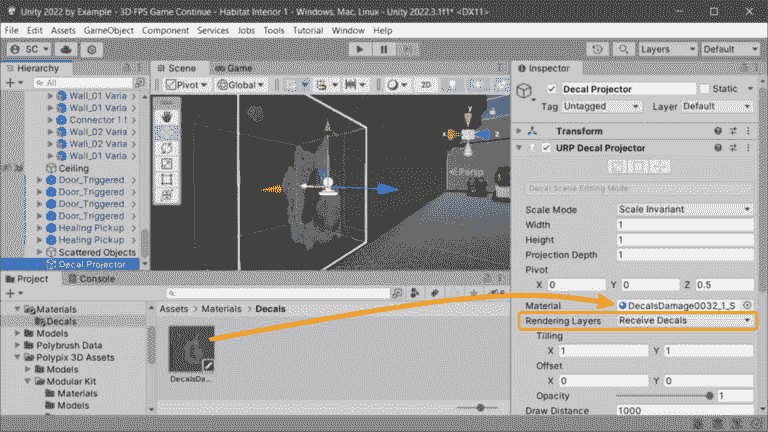 Unity 2022 by Example - 3D FPS Game Continue - Habitat Interior 1 - Windows, Mac, Linux - Unity 2022.3.1f1* <DX11>
File Edit Assets GameObject Component Services Jobs Tools Tutorial Window Help
SC Layers Default
Hierarchy
All
Wall_01 Varia
Wall_01 Varia
Connector 1
Wall_02 Varia
Wall_02 Varia
Wall_01 Varia
Ceiling
Door_Triggered
Door_Triggered
Door_Triggered
Door_Triggered
Healing Pickup
Healing Pickup
Scattered Objects
Decal Projector
Scene Game
Pivot Global 2D
y
x z
Persp
Inspector
Decal Projector Static
Tag Untagged Layer Default
Transform
URP Decal Projector
Decal Scene Editing Mode:
Scale Mode Scale Invariant
Width 1
Height 1
Projection Depth 1
Pivot
X 0 Y 0 Z 0.5
Material DecalsDamage0032_1_S
Rendering Layers Receive Decals
Tilling
X 1 Y 1
Offset
X 0 Y 0
Opacity 1
Draw Distance 1000
Project Console
Materials
Decals
Models
Polybrush Data
Polypix 3D Assets
Models
Modular Kit
Materials
Models
Assets > Materials > Decals
DecalsDa...